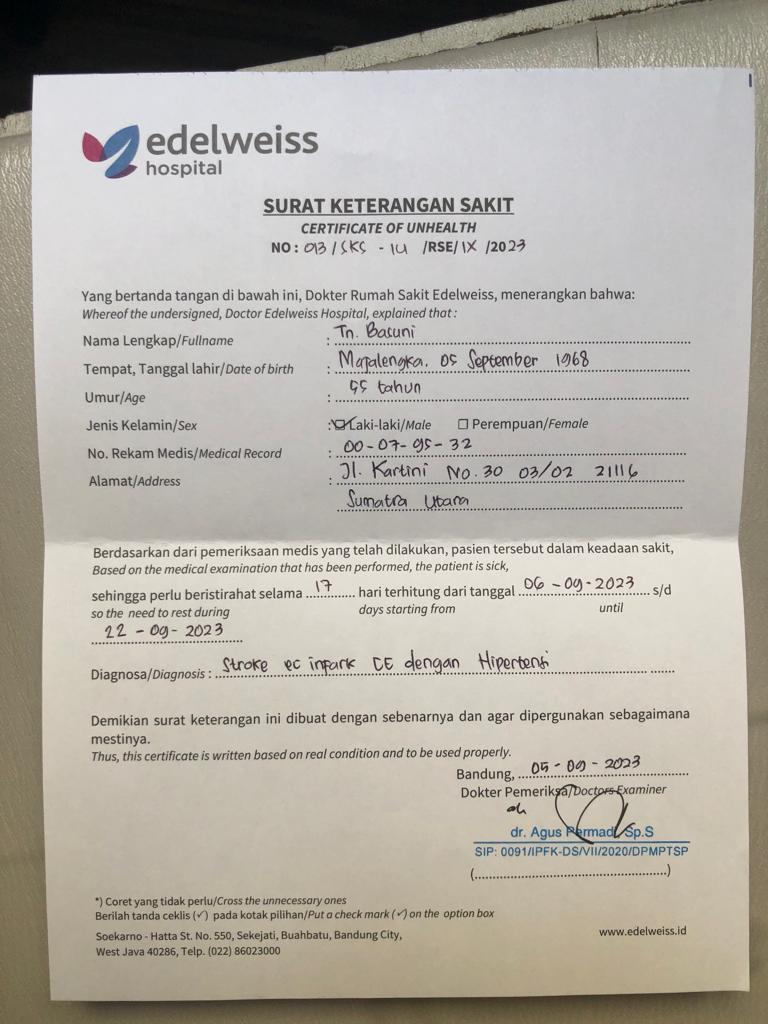 edelweiss
hospital
SURAT KETERANGAN SAKIT
CERTIFICATE OF UNHEALTH
NO : 013 / SKS - IU /RSE/ IX /2023
Yang bertanda tangan di bawah ini, Dokter Rumah Sakit Edelweiss, menerangkan bahwa:
Whereof the undersigned, Doctor Edelweiss Hospital, explained that :
Nama Lengkap/Fullname : Tn. Basuni
Tempat, Tanggal lahir/Date of birth : Majalengka, 05 September 1968
Umur/Age : 55 tahun
Jenis Kelamin/Sex : ☑ Laki-laki/Male ☐ Perempuan/Female
No. Rekam Medis/Medical Record : 00-07-95-32
Alamat/Address : Jl. Kartini No. 30 03/02 21116
Sumatra Utara
Berdasarkan dari pemeriksaan medis yang telah dilakukan, pasien tersebut dalam keadaan sakit,
Based on the medical examination that has been performed, the patient is sick,
sehingga perlu beristirahat selama 17 hari terhitung dari tanggal 06-09-2023 s/d
so the need to rest during days starting from until
22-09-2023
Diagnosa/Diagnosis : Stroke ec inpark CE dengan Hipertensi
Demikian surat keterangan ini dibuat dengan sebenarnya dan agar dipergunakan sebagaimana
mestinya.
Thus, this certificate is written based on real condition and to be used properly.
Bandung, 05-09-2023
Dokter Pemeriksa/Doctors Examiner
dr. Agus Permadi, Sp.S
SIP: 0091/IPFK-DS/VII/2020/DPMPTSP
(..............................................)
*) Coret yang tidak perlu/Cross the unnecessary ones
Berilah tanda ceklis (✓) pada kotak pilihan/Put a check mark (✓) on the option box
Soekarno - Hatta St. No. 550, Sekejati, Buahbatu, Bandung City,
West Java 40286, Telp. (022) 86023000
www.edelweiss.id